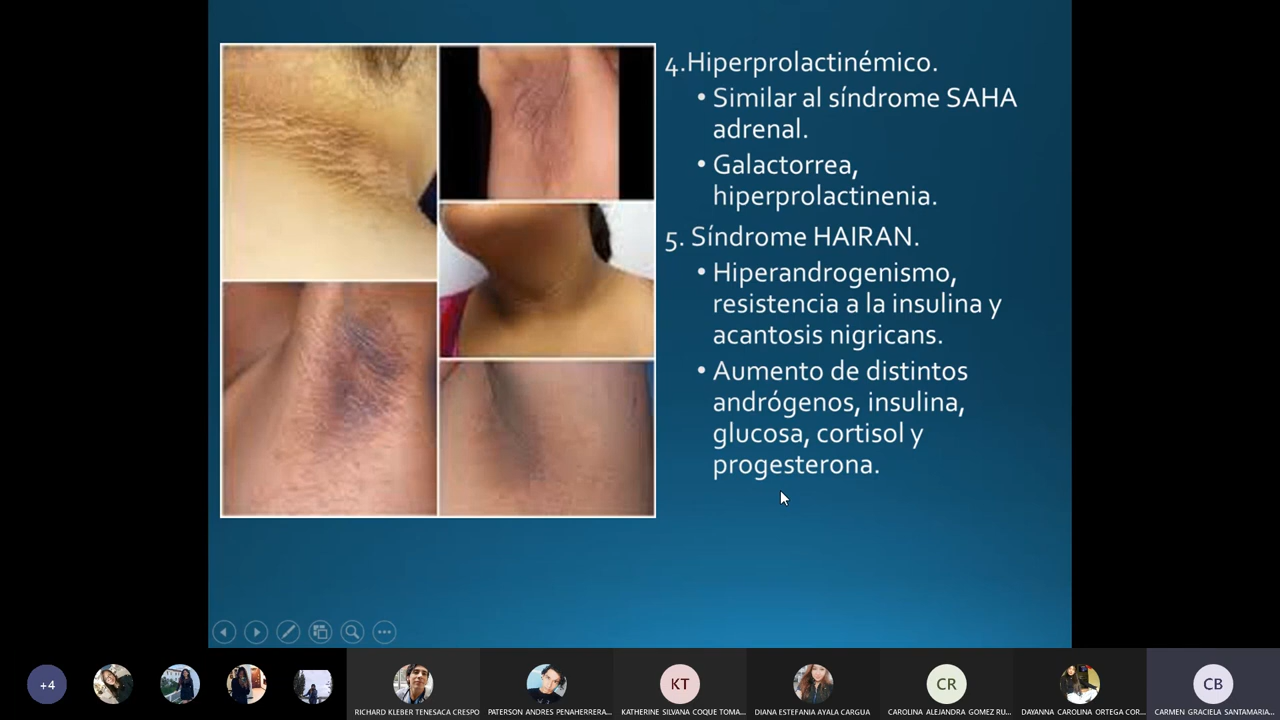 4.Hiperprolactinémico.
• Similar al síndrome SAHA
adrenal.
• Galactorrea,
hiperprolactinenia.
5. Síndrome HAIRAN.
• Hiperandrogenismo,
resistencia a la insulina y
acantosis nigricans.
• Aumento de distintos
andrógenos, insulina,
glucosa, cortisol y
progesterona.
+4
KT
CR
CB
RICHARD KLEBER TENESACA CRESPO
PATERSON ANDRES PENAHERRERA...
KATHERINE SILVANA COQUE TOMA...
DIANA ESTEFANIA AYALA CARGUA
CAROLINA ALEJANDRA GOMEZ RU...
DAYANNA CAROLINA ORTEGA COR...
CARMEN GRACIELA SANTAMARIA...